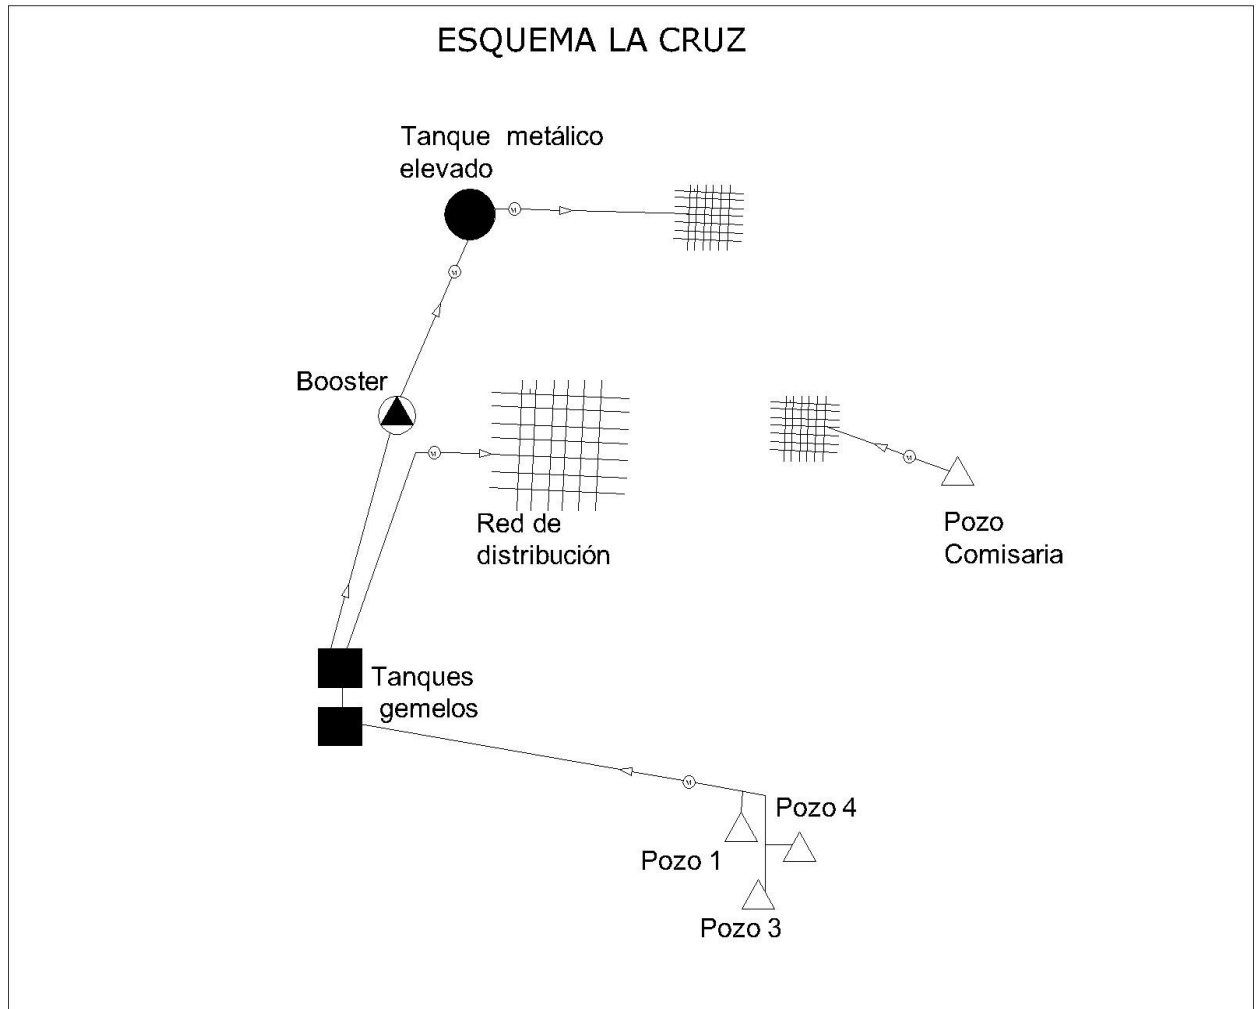 ESQUEMA LA CRUZ
Tanque metálico
elevado
M
M
Booster
M
Red de
distribución
M
Pozo
Comisaria
Tanques
gemelos
M
Pozo 4
Pozo 1
Pozo 3